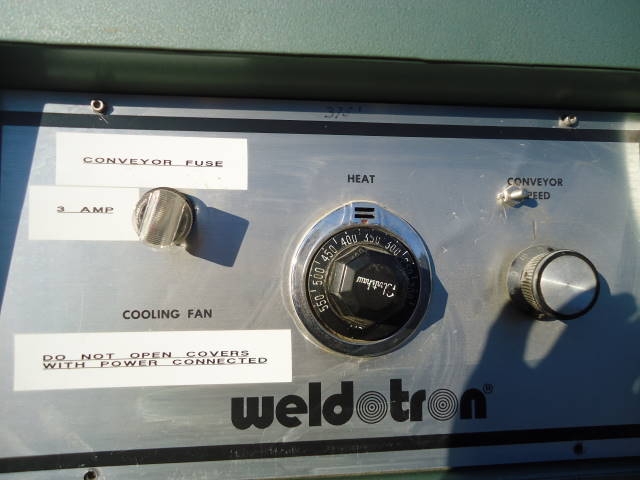 375
CONVEYOR FUSE
3 AMP
HEAT
CONVEYOR
SPEED
550 500 450 400 350 300
Robertshaw
COOLING FAN
DO NOT OPEN COVERS
WITH POWER CONNECTED
weldotron®